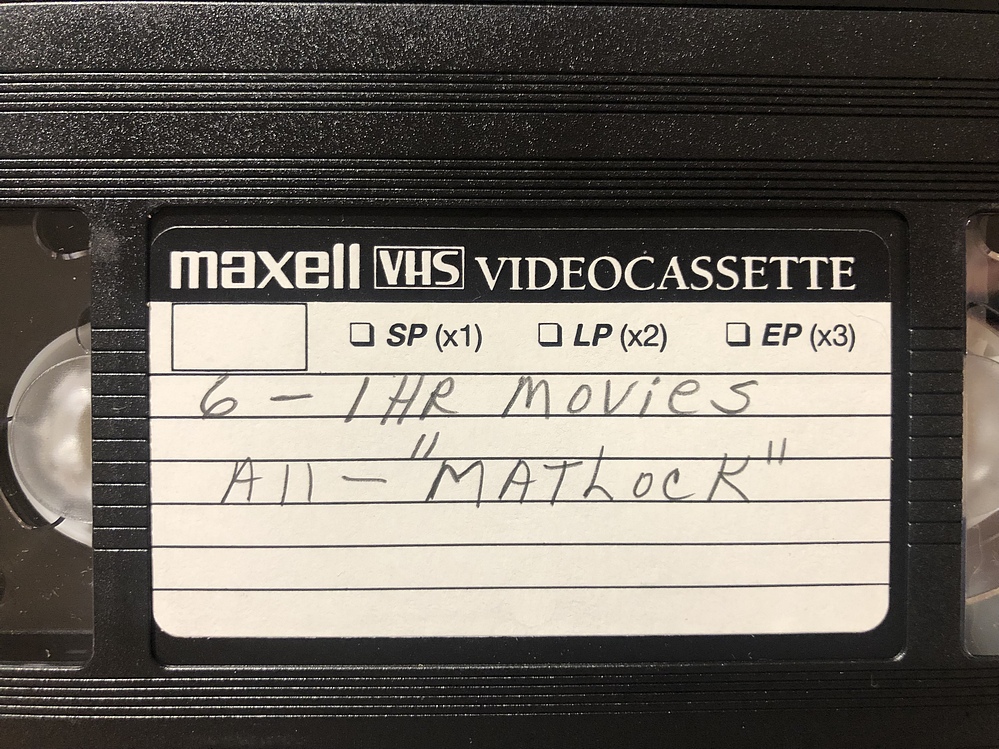 maxell VHS VIDEOCASSETTE
SP (x1) LP (x2) EP (x3)
6 - 1HR MOViES
All - "MATLOCK"